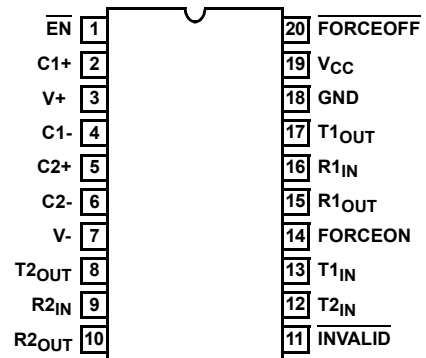 EN 1 20 FORCEOFF
C1+ 2 19 VCC
V+ 3 18 GND
C1- 4 17 T1OUT
C2+ 5 16 R1IN
C2- 6 15 R1OUT
V- 7 14 FORCEON
T2OUT 8 13 T1IN
R2IN 9 12 T2IN
R2OUT 10 11 INVALID